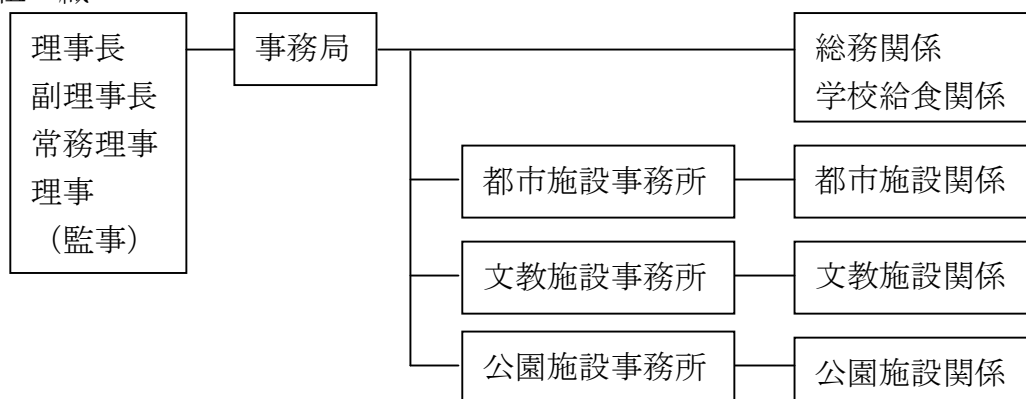 理事長
副理事長
常務理事
理事
（監事）
事務局
総務関係
学校給食関係
都市施設事務所
都市施設関係
文教施設事務所
文教施設関係
公園施設事務所
公園施設関係